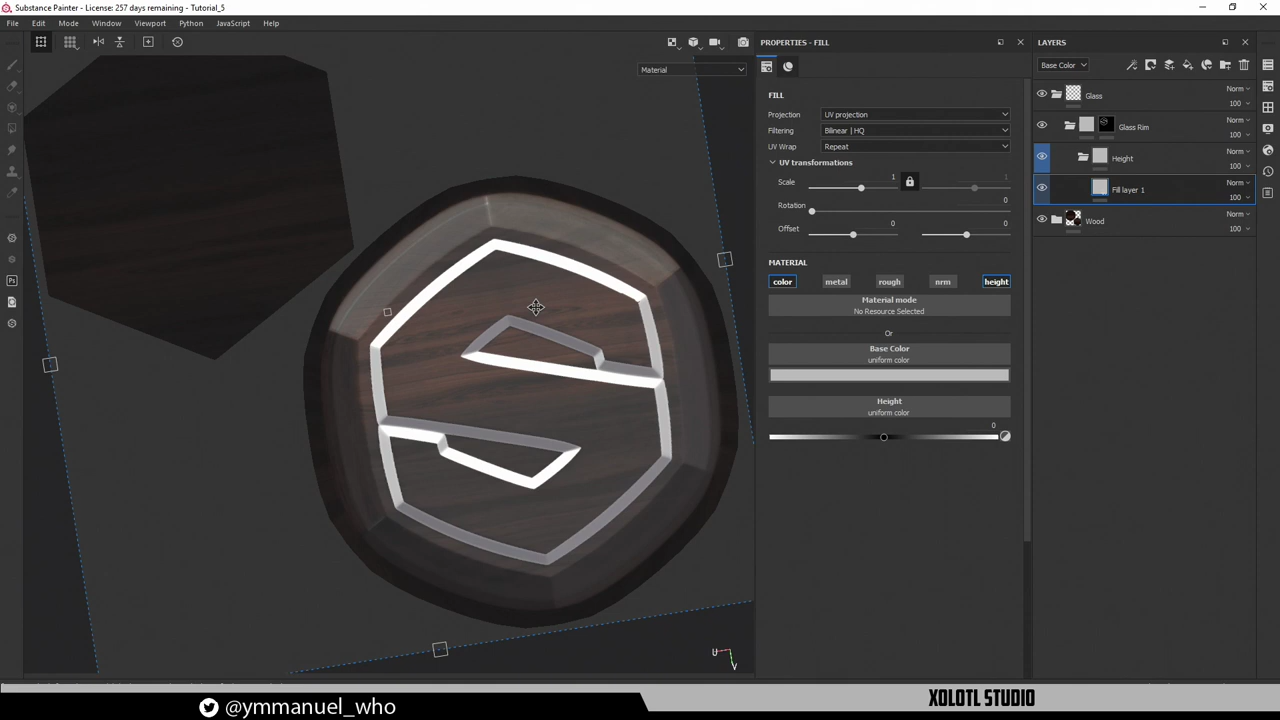 Substance Painter - License: 257 days remaining - Tutorial_5
File Edit Mode Window Viewport Python JavaScript Help
Material
PROPERTIES - FILL
FILL
Projection UV projection
Filtering Bilinear | HQ
UV Wrap Repeat
UV transformations
Scale 1 1
Rotation 0
Offset 0 0
MATERIAL
color metal rough nrm height
Material mode
No Resource Selected
Or
Base Color
uniform color
Height
uniform color
0
LAYERS
Base Color
Glass Norm 100
Glass Rim Norm 100
Height Norm 100
Fill layer 1 Norm 100
Wood Norm 100
Ps
U
V
@ymmanuel_who
XOLOTL STUDIO